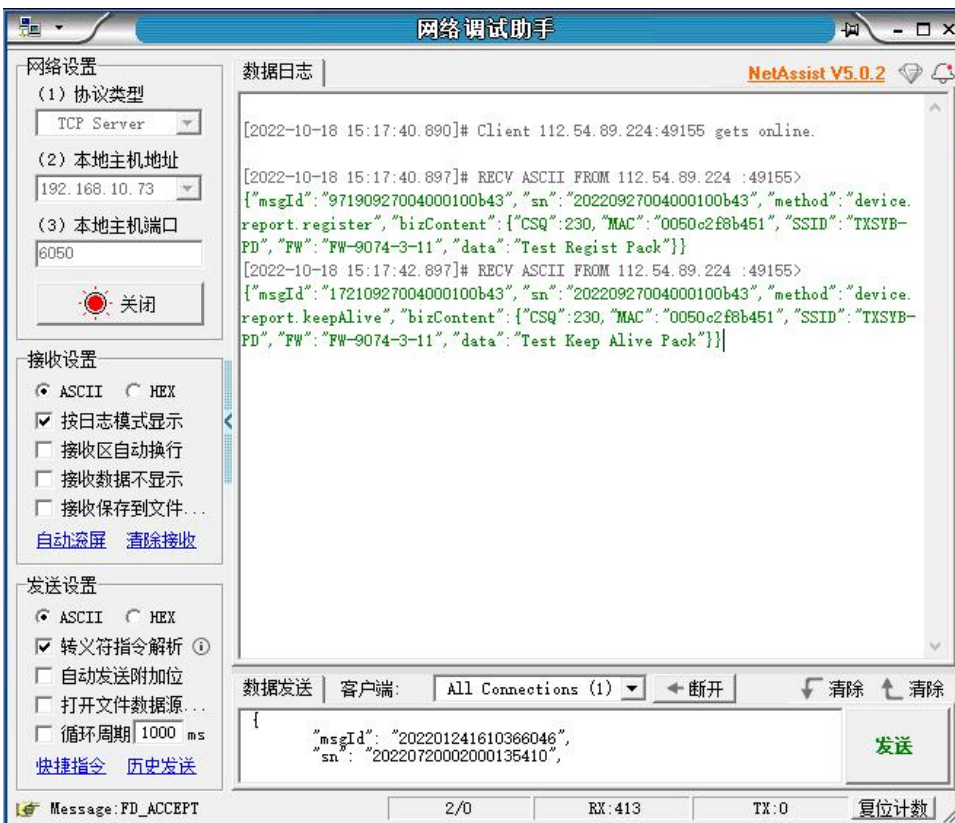 网络调试助手
网络设置
(1) 协议类型
TCP Server
(2) 本地主机地址
192.168.10.73
(3) 本地主机端口
6050
关闭
接收设置
ASCII HEX
按日志模式显示
接收区自动换行
接收数据不显示
接收保存到文件...
自动滚屏 清除接收
发送设置
ASCII HEX
转义符指令解析
自动发送附加位
打开文件数据源...
循环周期 1000 ms
快捷指令 历史发送
数据日志
NetAssist V5.0.2
[2022-10-18 15:17:40.890]# Client 112.54.89.224:49155 gets online.
[2022-10-18 15:17:40.897]# RECV ASCII FROM 112.54.89.224 :49155>
{"msgId":"97190927004000100b43","sn":"20220927004000100b43","method":"device.
report.register","bizContent":{"CSQ":230,"MAC":"0050c2f8b451","SSID":"TXSYB-
PD","FW":"FW-9074-3-11","data":"Test Regist Pack"}}
[2022-10-18 15:17:42.897]# RECV ASCII FROM 112.54.89.224 :49155>
{"msgId":"17210927004000100b43","sn":"20220927004000100b43","method":"device.
report.keepAlive","bizContent":{"CSQ":230,"MAC":"0050c2f8b451","SSID":"TXSYB-
PD","FW":"FW-9074-3-11","data":"Test Keep Alive Pack"}}
数据发送 客户端: All Connections (1) 断开 清除 清除
{
"msgId": "202201241610366046",
"sn": "20220720002000135410",
发送
Message:FD_ACCEPT 2/0 RX:413 TX:0 复位计数